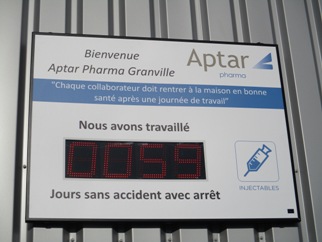 Bienvenue
Aptar Pharma Granville
Aptar
pharma
"Chaque collaborateur doit rentrer à la maison en bonne
santé après une journée de travail"
Nous avons travaillé
0059
Jours sans accident avec arrêt
INJECTABLES